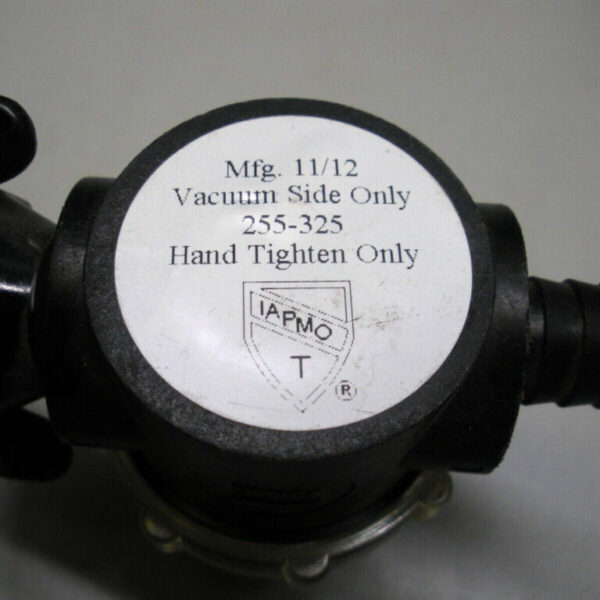 Mfg. 11/12
Vacuum Side Only
255-325
Hand Tighten Only
IAPMO
T
®